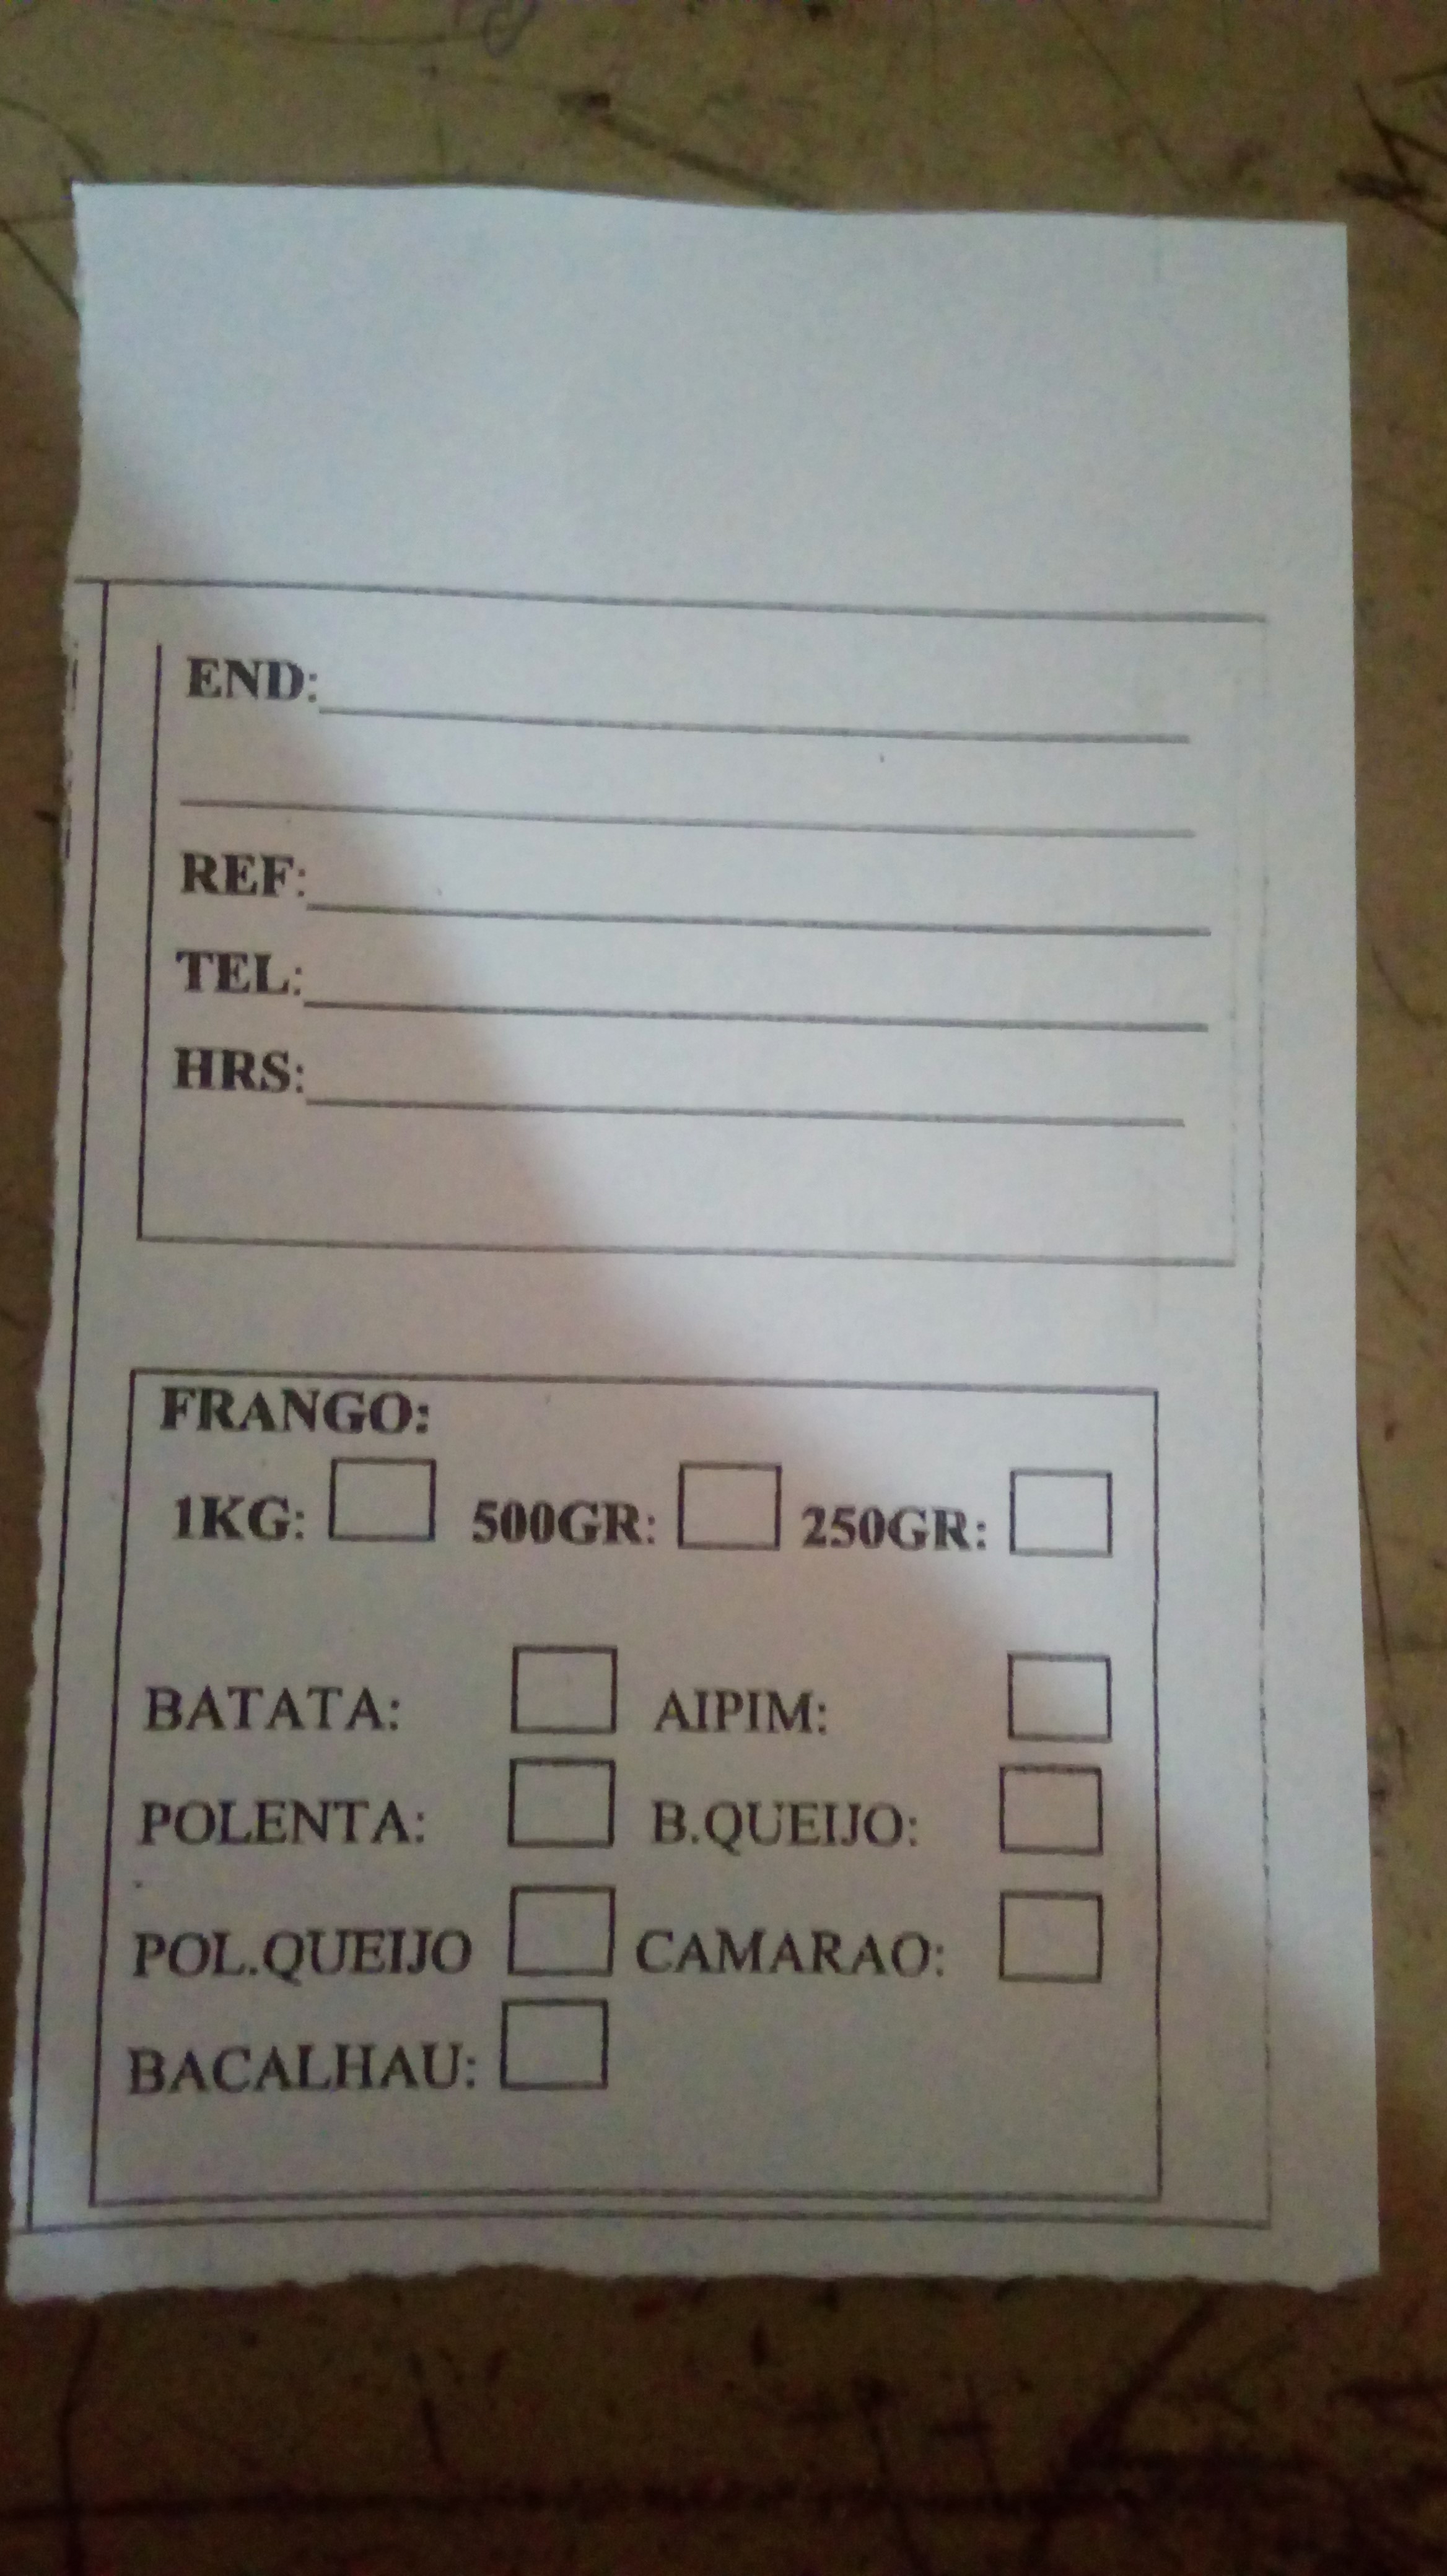 END:
REF:
TEL:
HRS:
FRANGO:
1KG: 500GR: 250GR:
BATATA: AIPIM:
POLENTA: B.QUEIJO:
POL.QUEIJO CAMARAO:
BACALHAU: